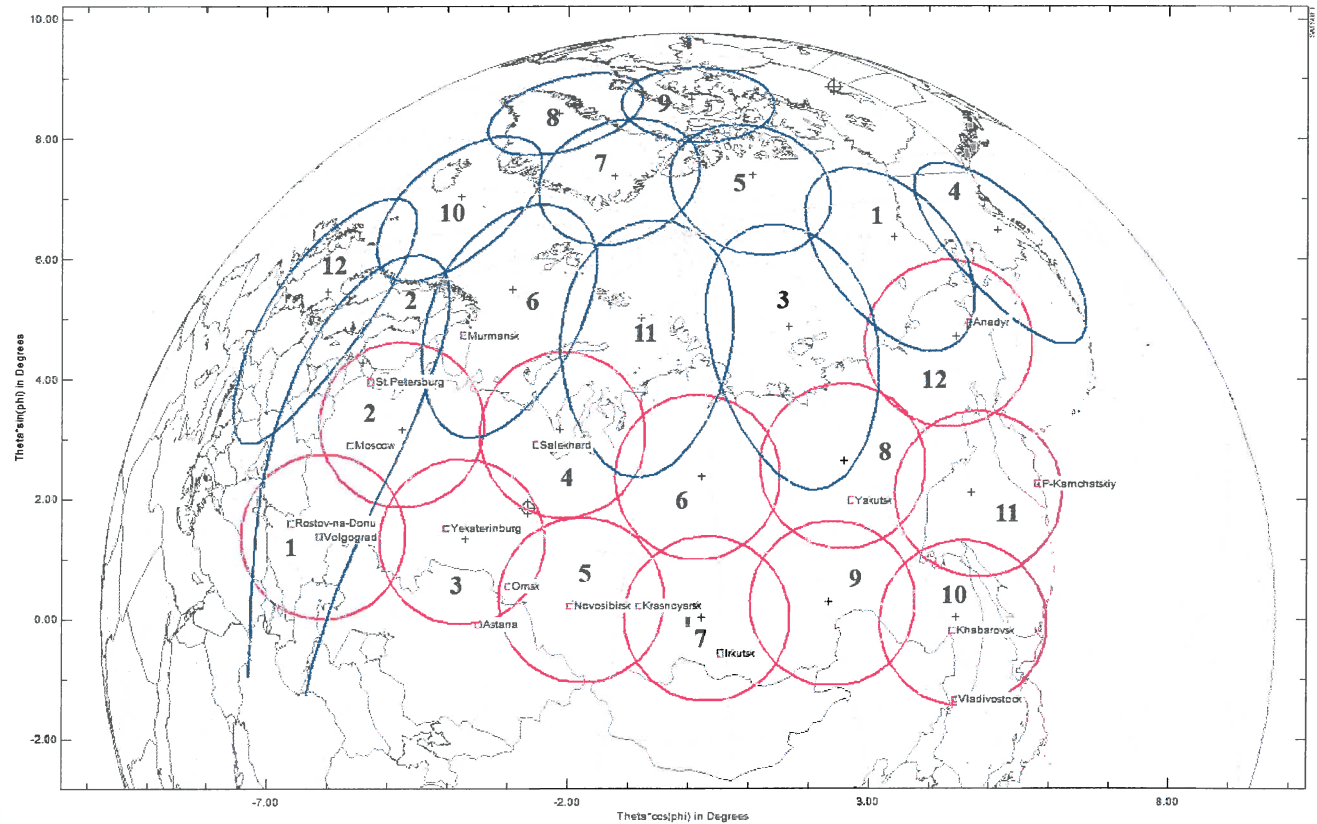 10.00
8.00
6.00
4.00
2.00
0.00
-2.00
Theta*sin(phi) in Degrees
-7.00
-2.00
3.00
8.00
Theta*cos(phi) in Degrees
8
9
7
5
10
1
4
12
2
6
3
11
Murmansk
Anadyr
12
St.Petersburg
2
Moscow
Salekhard
4
8
6
Yakutsk
P-Kamchatskiy
11
Rostov-na-Donu
Volgograd
1
Yekaterinburg
3
5
9
10
Omsk
Novosibirsk
Krasnoyarsk
Astana
7
Irkutsk
Khabarovsk
Vladivostock